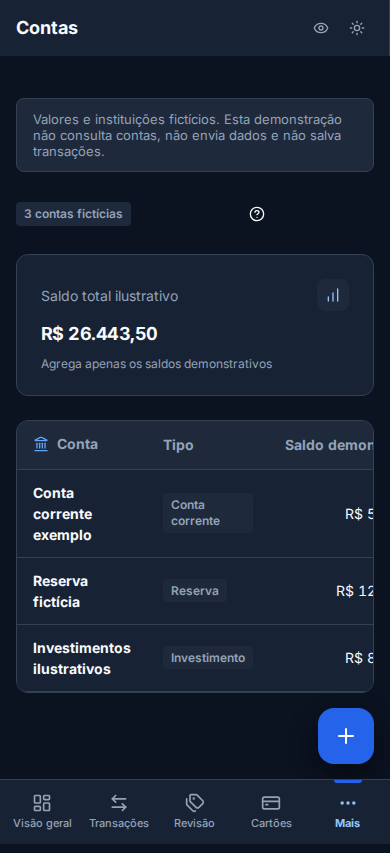 Contas
Valores e instituições fictícios. Esta demonstração
não consulta contas, não envia dados e não salva
transações.
3 contas fictícias
Saldo total ilustrativo
R$ 26.443,50
Agrega apenas os saldos demonstrativos
Conta Tipo Saldo demon
Conta
corrente
exemplo
Conta
corrente
R$ 5
Reserva
fictícia
Reserva
R$ 12
Investimentos
ilustrativos
Investimento
R$ 8
Visão geral Transações Revisão Cartões Mais